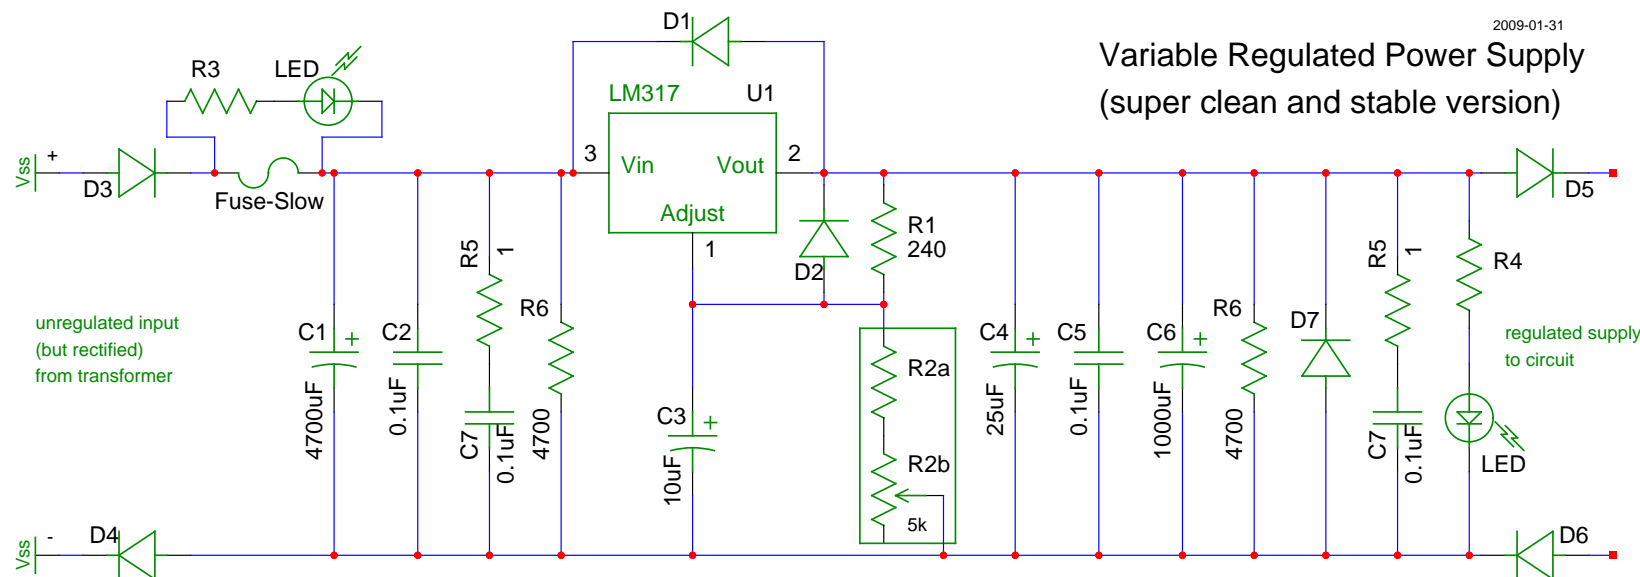 2009-01-31
Variable Regulated Power Supply
(super clean and stable version)
D1
R3
LED
LM317
U1
Vss
+
D3
Fuse-Slow
3
Vin
Vout
2
Adjust
1
D5
R5
1
D2
R1
240
R5
1
R4
unregulated input
(but rectified)
from transformer
C1
+
4700uF
C2
0.1uF
R6
4700
C7
0.1uF
C3
+
10uF
R2a
R2b
5k
C4
+
25uF
C5
0.1uF
C6
+
1000uF
R6
4700
D7
C7
0.1uF
LED
regulated supply
to circuit
Vss
-
D4
D6